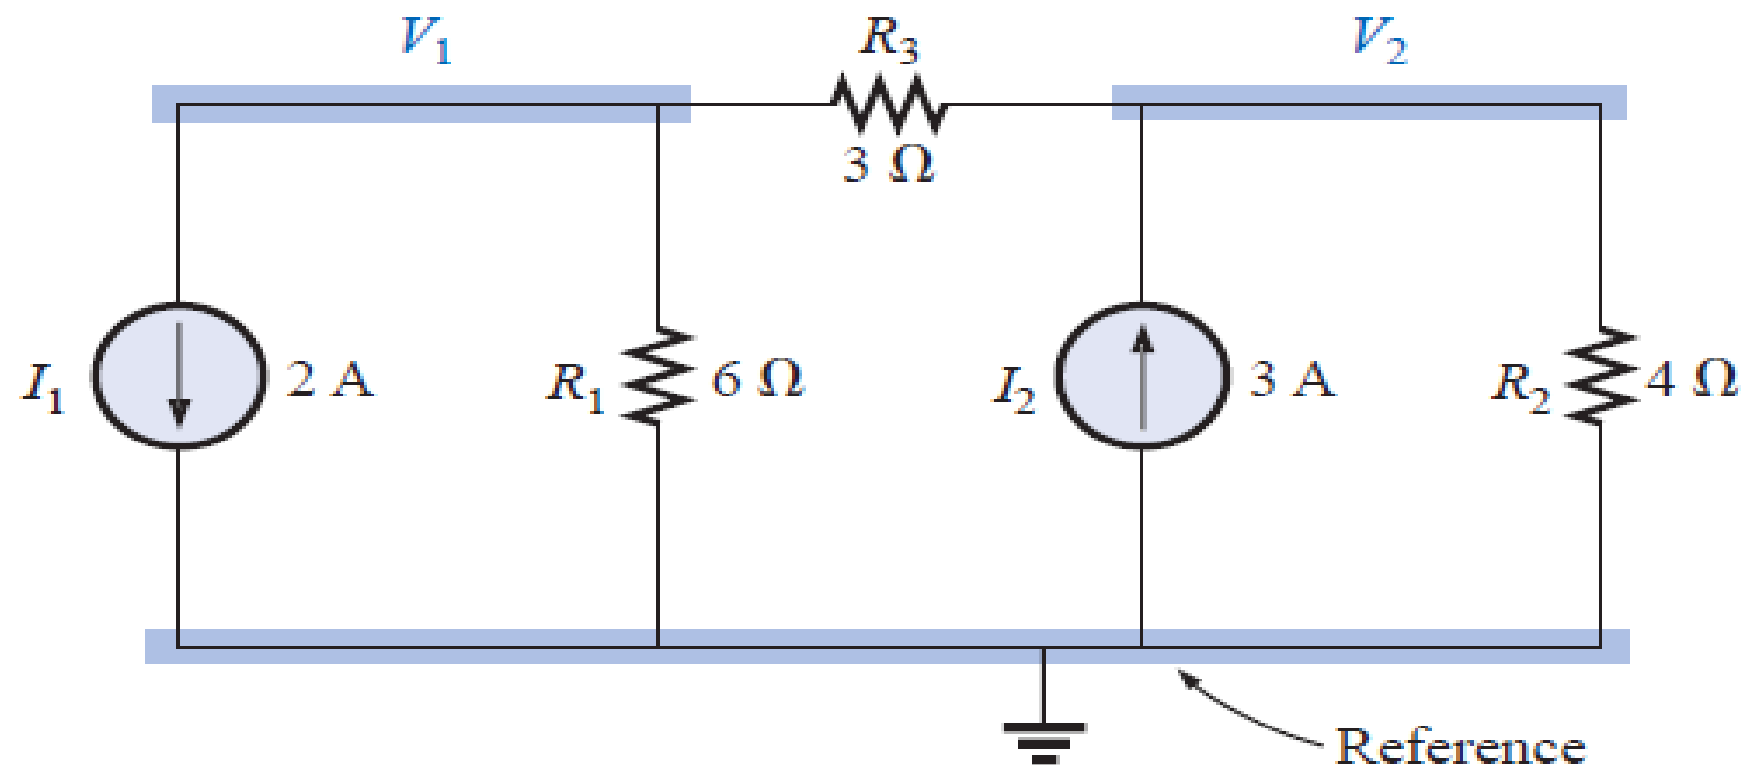 V₁
R₃
V₂
3 Ω
I₁
2 A
R₁
6 Ω
I₂
3 A
R₂
4 Ω
Reference